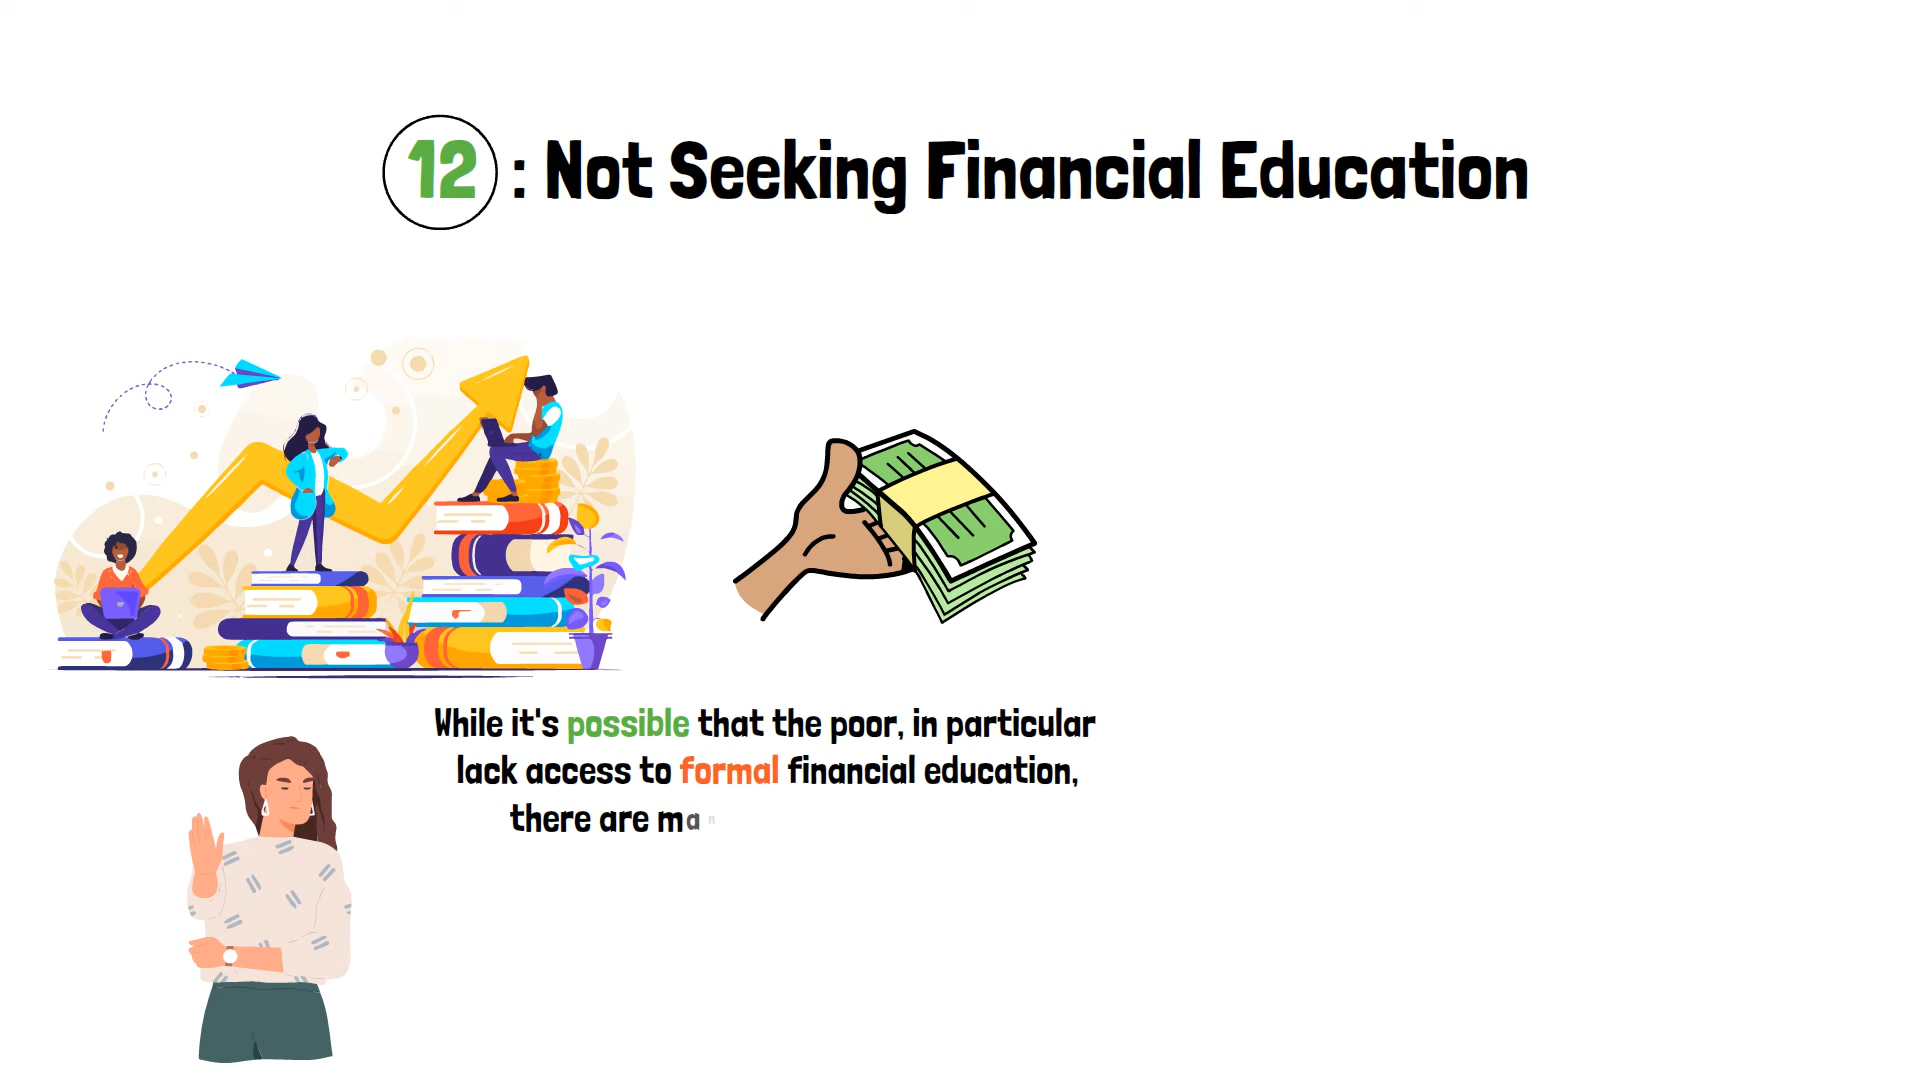 12 : Not Seeking Financial Education
While it's possible that the poor, in particular
lack access to formal financial education,
there are man